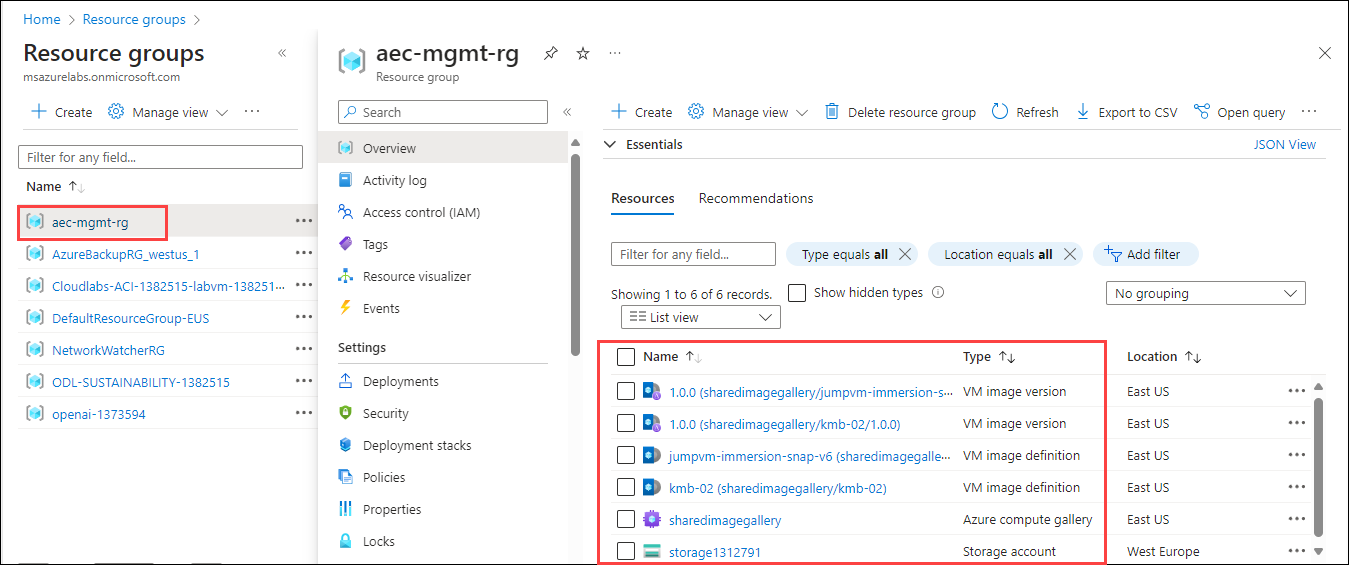 Home > Resource groups >
Resource groups
msazurelabs.onmicrosoft.com
Create Manage view ...
Filter for any field...
Name
aec-mgmt-rg ...
AzureBackupRG_westus_1 ...
Cloudlabs-ACI-1382515-labvm-138251... ...
DefaultResourceGroup-EUS ...
NetworkWatcherRG ...
ODL-SUSTAINABILITY-1382515 ...
openai-1373594 ...
aec-mgmt-rg ...
Resource group
Search
Overview
Activity log
Access control (IAM)
Tags
Resource visualizer
Events
Settings
Deployments
Security
Deployment stacks
Policies
Properties
Locks
Create Manage view Delete resource group Refresh Export to CSV Open query ...
Essentials JSON View
Resources Recommendations
Filter for any field... Type equals all Location equals all Add filter
Showing 1 to 6 of 6 records. Show hidden types No grouping
List view
Name Type Location
1.0.0 (sharedimagegallery/jumpvm-immersion-s... VM image version East US ...
1.0.0 (sharedimagegallery/kmb-02/1.0.0) VM image version East US ...
jumpvm-immersion-snap-v6 (sharedimagegalle... VM image definition East US ...
kmb-02 (sharedimagegallery/kmb-02) VM image definition East US ...
sharedimagegallery Azure compute gallery East US ...
storage1312791 Storage account West Europe ...